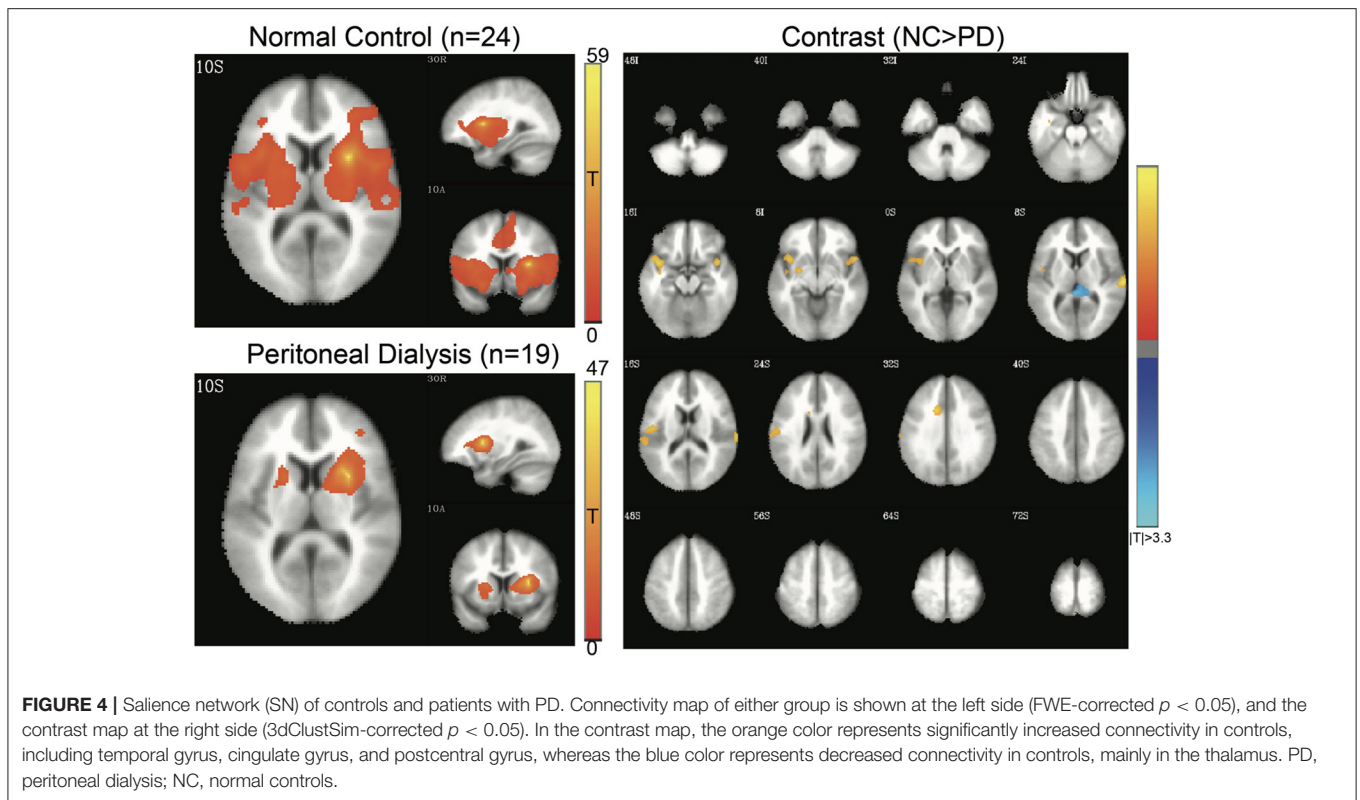 Normal Control (n=24)
10S
30R
10A
59
T
0
Peritoneal Dialysis (n=19)
10S
30R
10A
47
T
0
Contrast (NC>PD)
48I 40I 32I 24I
16I 8I 0S 8S
16S 24S 32S 40S
48S 56S 64S 72S
|T|>3.3
FIGURE 4 | Salience network (SN) of controls and patients with PD. Connectivity map of either group is shown at the left side (FWE-corrected p < 0.05), and the
contrast map at the right side (3dClustSim-corrected p < 0.05). In the contrast map, the orange color represents significantly increased connectivity in controls,
including temporal gyrus, cingulate gyrus, and postcentral gyrus, whereas the blue color represents decreased connectivity in controls, mainly in the thalamus. PD,
peritoneal dialysis; NC, normal controls.